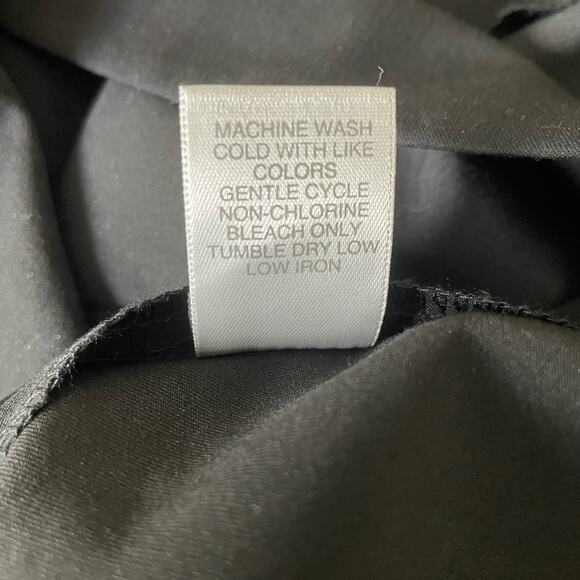 MACHINE WASH
COLD WITH LIKE
COLORS
GENTLE CYCLE
NON-CHLORINE
BLEACH ONLY
TUMBLE DRY LOW
LOW IRON